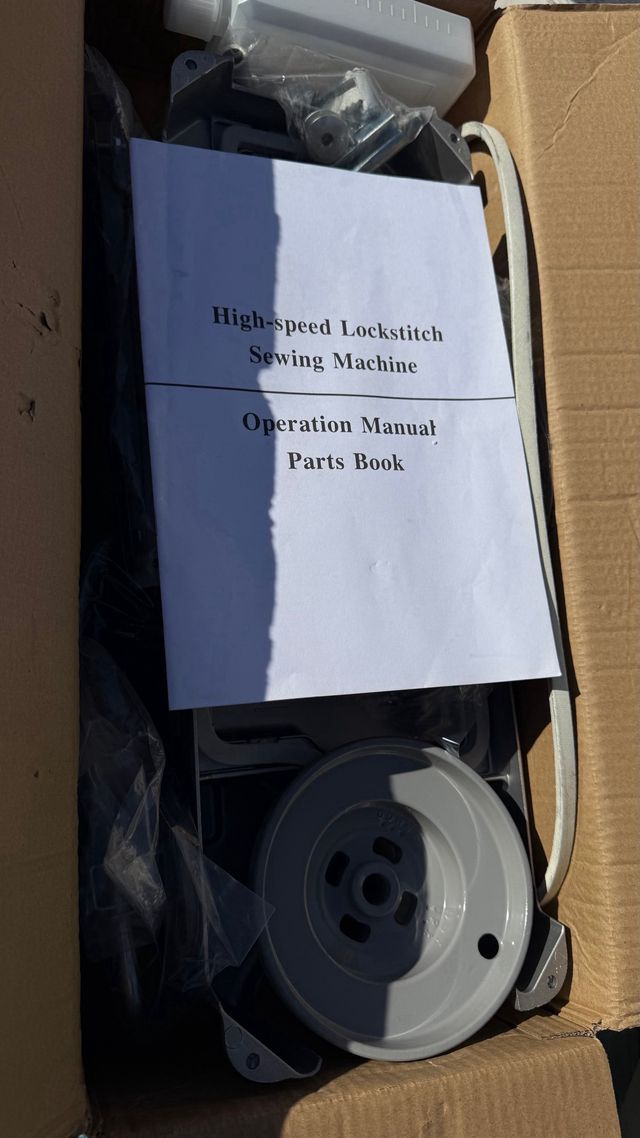 High-speed Lockstitch
Sewing Machine
Operation Manual
Parts Book